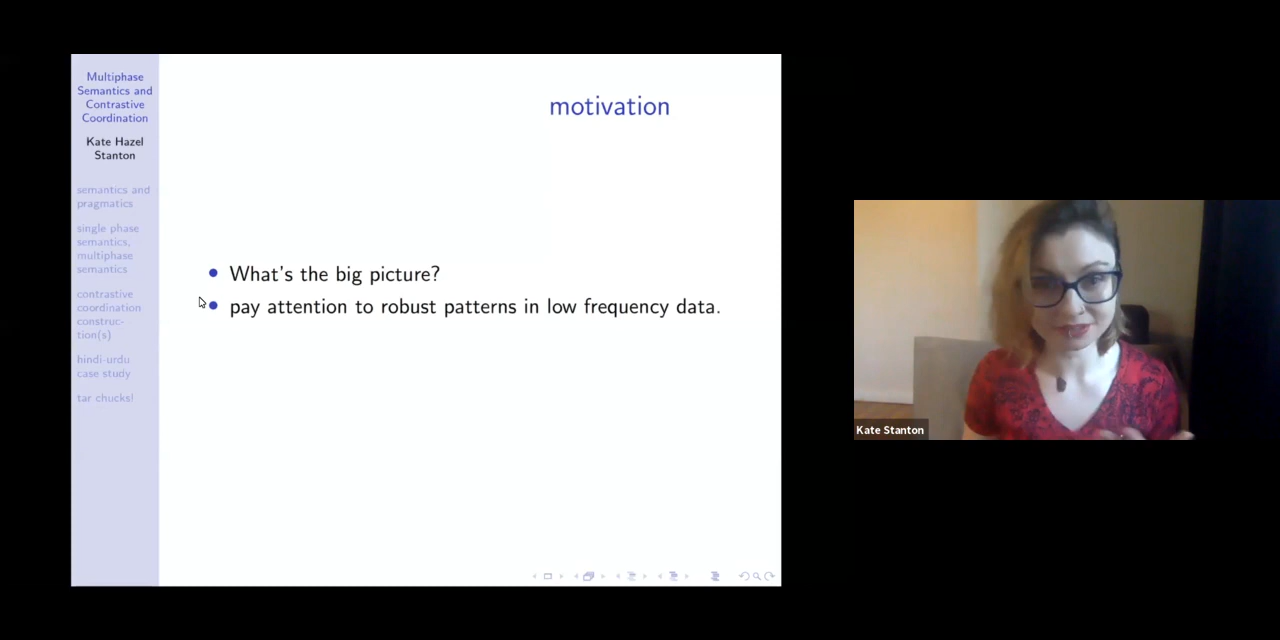 Multiphase
Semantics and
Contrastive
Coordination
Kate Hazel
Stanton
semantics and
pragmatics
single phase
semantics,
multiphase
semantics
contrastive
coordination
construc-
tion(s)
hindi-urdu
case study
tar chucks!
motivation
What's the big picture?
pay attention to robust patterns in low frequency data.
Kate Stanton